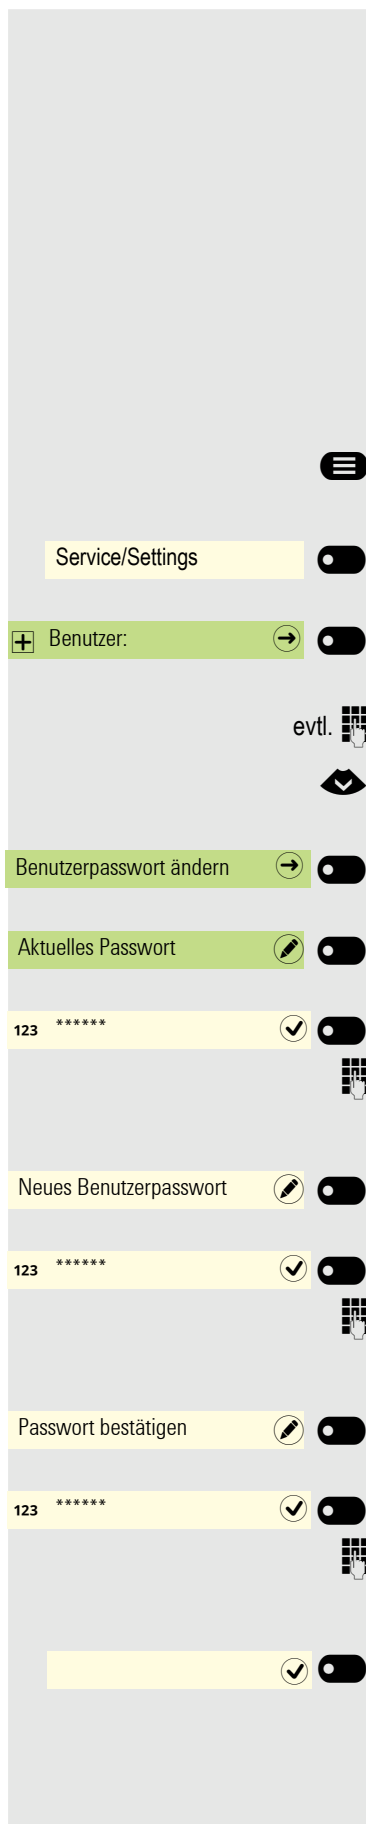 Service/Settings
Benutzer:
evtl.
Benutzerpasswort ändern
Aktuelles Passwort
123 ******
Neues Benutzerpasswort
123 ******
Passwort bestätigen
123 ******